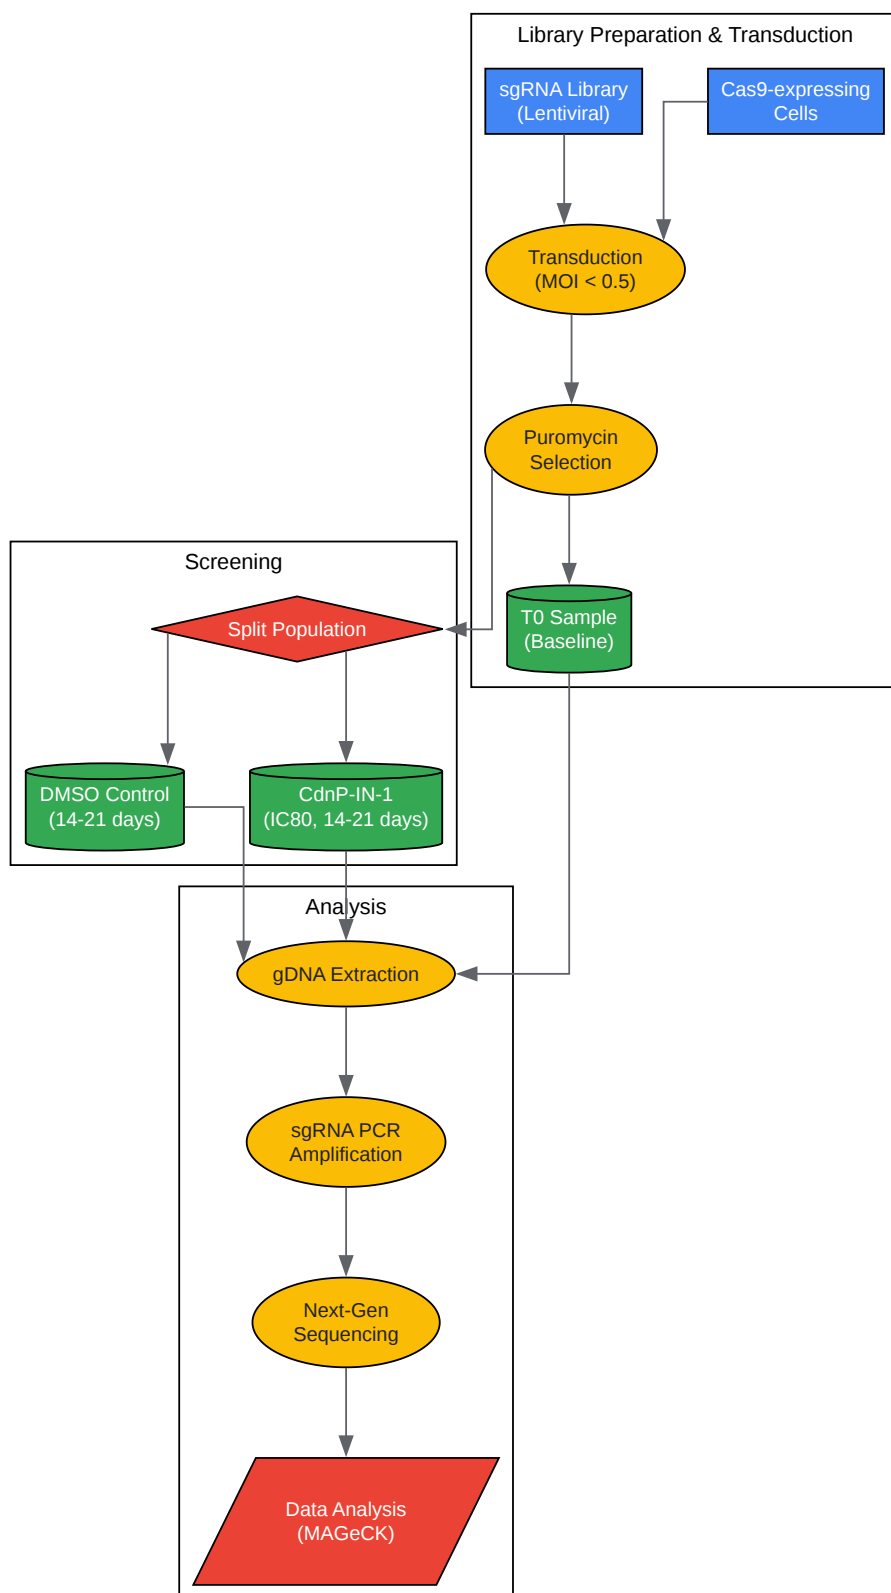 Library Preparation & Transduction
sgRNA Library
(Lentiviral)
Cas9-expressing
Cells
Transduction
(MOI < 0.5)
Puromycin
Selection
T0 Sample
(Baseline)
Screening
Split Population
DMSO Control
(14-21 days)
CdnP-IN-1
(IC80, 14-21 days)
Analysis
gDNA Extraction
sgRNA PCR
Amplification
Next-Gen
Sequencing
Data Analysis
(MAGeCK)